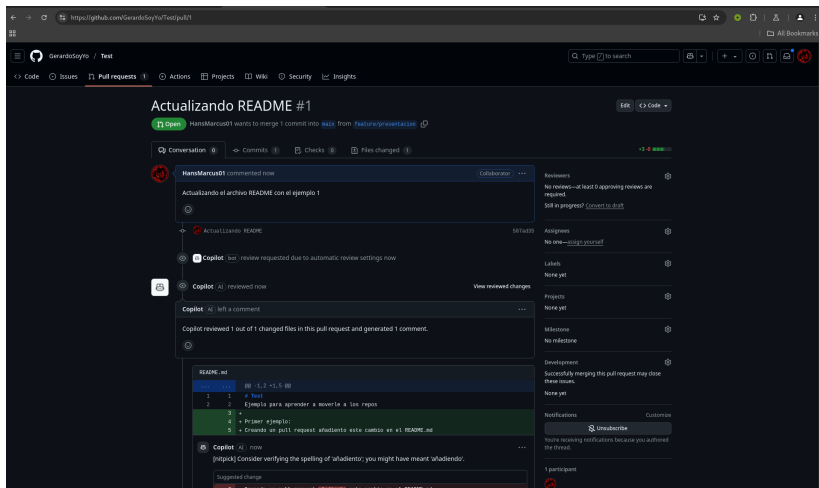 https://github.com/GerardoSoyYo/Test/pull/1
All Bookmarks
GerardoSoyYo / Test
Type / to search
<> Code Issues Pull requests 1 Actions Projects Wiki Security Insights
Actualizando README #1
Edit <> Code
Open HansMarcus01 wants to merge 1 commit into main from feature/presentacion
Conversation 0 Commits 1 Checks 0 Files changed 1
+3 -0
HansMarcus01 commented now
Collaborator ...
Actualizando el archivo README con el ejemplo 1
Actualizando README
Copilot bot review requested due to automatic review settings now
Copilot AI reviewed now
View reviewed changes
Copilot AI left a comment
...
Copilot reviewed 1 out of 1 changed files in this pull request and generated 1 comment.
README.md
... ... @@ -1,2 +1,5 @@
1 1 # Test
2 2 Ejemplo para aprender a moverle a los repos
3 +
4 + Primer ejemplo:
5 + Creando un pull request añadiento este cambio en el README.md
Copilot AI now
...
[nitpick] Consider verifying the spelling of 'añadiento'; you might have meant 'añadiendo'.
Suggested change
Reviewers
No reviews—at least 0 approving reviews are
required.
Still in progress? Convert to draft
Assignees
No one—assign yourself
Labels
None yet
Projects
None yet
Milestone
No milestone
Development
Successfully merging this pull request may close
these issues.
None yet
Notifications
Customize
Unsubscribe
You're receiving notifications because you authored
the thread.
1 participant